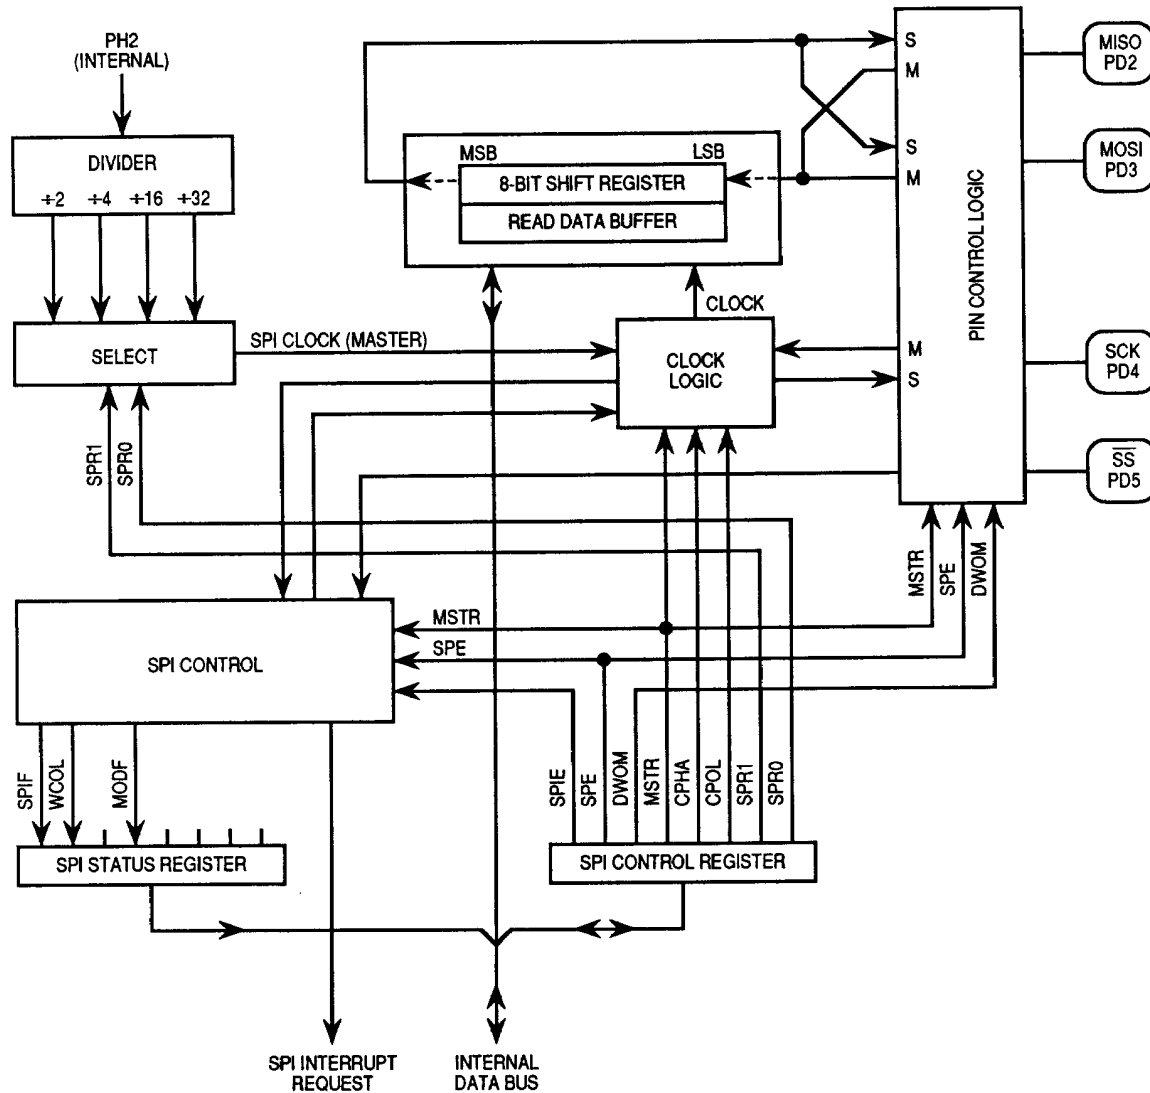 PH2
(INTERNAL)
DIVIDER
÷2 ÷4 ÷16 ÷32
SELECT
SPI CLOCK (MASTER)
SPR1
SPR0
MSB
LSB
8-BIT SHIFT REGISTER
READ DATA BUFFER
CLOCK
CLOCK
LOGIC
S
M
S
M
M
S
PIN CONTROL LOGIC
MISO
PD2
MOSI
PD3
SCK
PD4
SS
PD5
MSTR
SPE
DWOM
MSTR
SPE
SPI CONTROL
SPIF
WCOL
MODF
SPI STATUS REGISTER
SPIE
SPE
DWOM
MSTR
CPHA
CPOL
SPR1
SPR0
SPI CONTROL REGISTER
SPI INTERRUPT
REQUEST
INTERNAL
DATA BUS